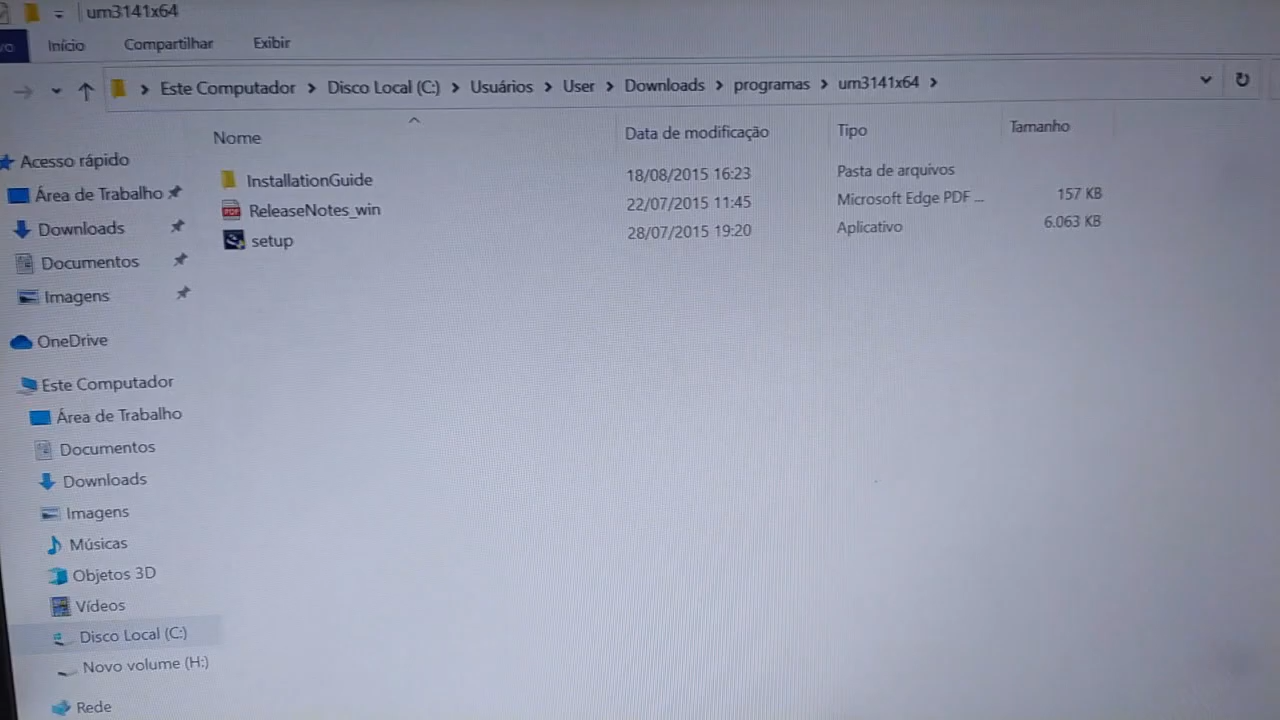 um3141x64
Início Compartilhar Exibir
Este Computador > Disco Local (C:) > Usuários > User > Downloads > programas > um3141x64 >
Nome Data de modificação Tipo Tamanho
InstallationGuide 18/08/2015 16:23 Pasta de arquivos
ReleaseNotes_win 22/07/2015 11:45 Microsoft Edge PDF ... 157 KB
setup 28/07/2015 19:20 Aplicativo 6.063 KB
Acesso rápido
Área de Trabalho
Downloads
Documentos
Imagens
OneDrive
Este Computador
Área de Trabalho
Documentos
Downloads
Imagens
Músicas
Objetos 3D
Vídeos
Disco Local (C:)
Novo volume (H:)
Rede